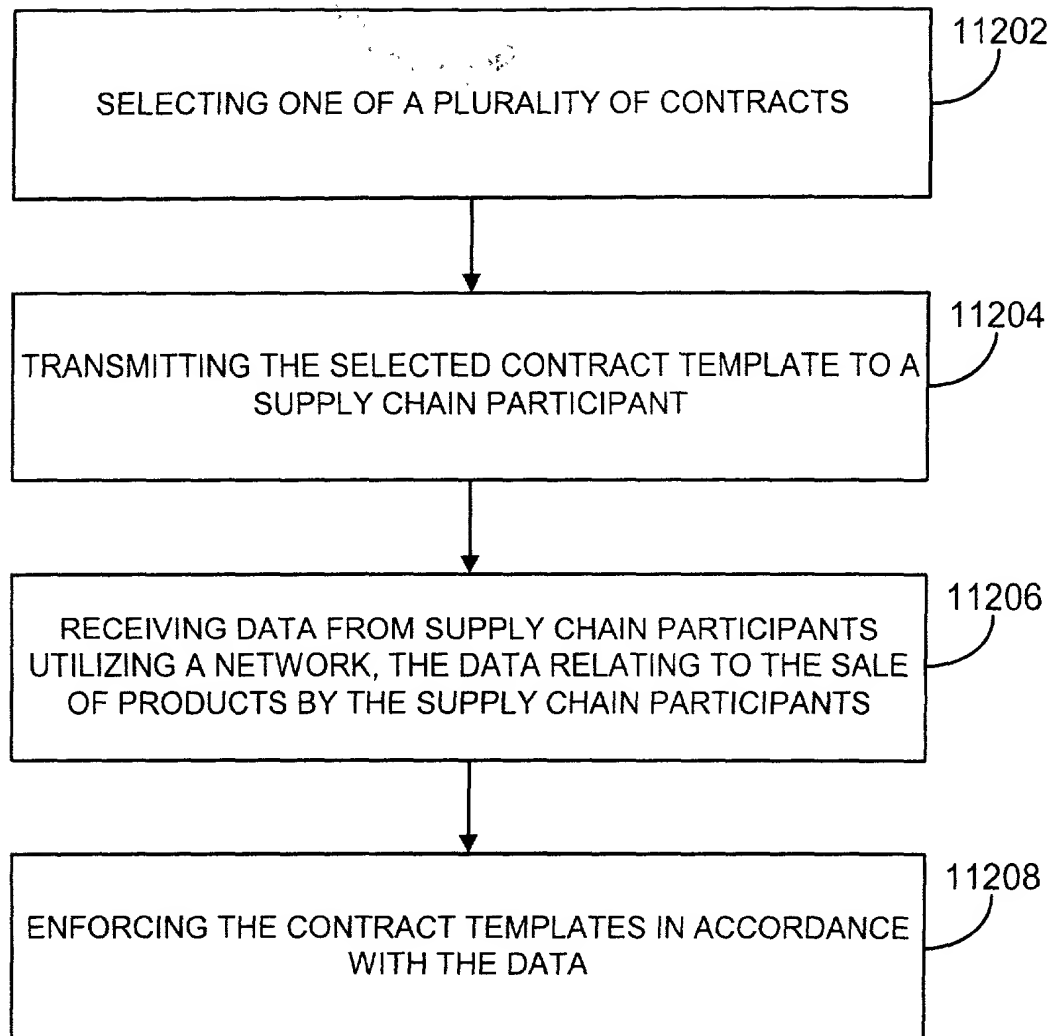 11202
SELECTING ONE OF A PLURALITY OF CONTRACTS
11204
TRANSMITTING THE SELECTED CONTRACT TEMPLATE TO A
SUPPLY CHAIN PARTICIPANT
11206
RECEIVING DATA FROM SUPPLY CHAIN PARTICIPANTS
UTILIZING A NETWORK, THE DATA RELATING TO THE SALE
OF PRODUCTS BY THE SUPPLY CHAIN PARTICIPANTS
11208
ENFORCING THE CONTRACT TEMPLATES IN ACCORDANCE
WITH THE DATA